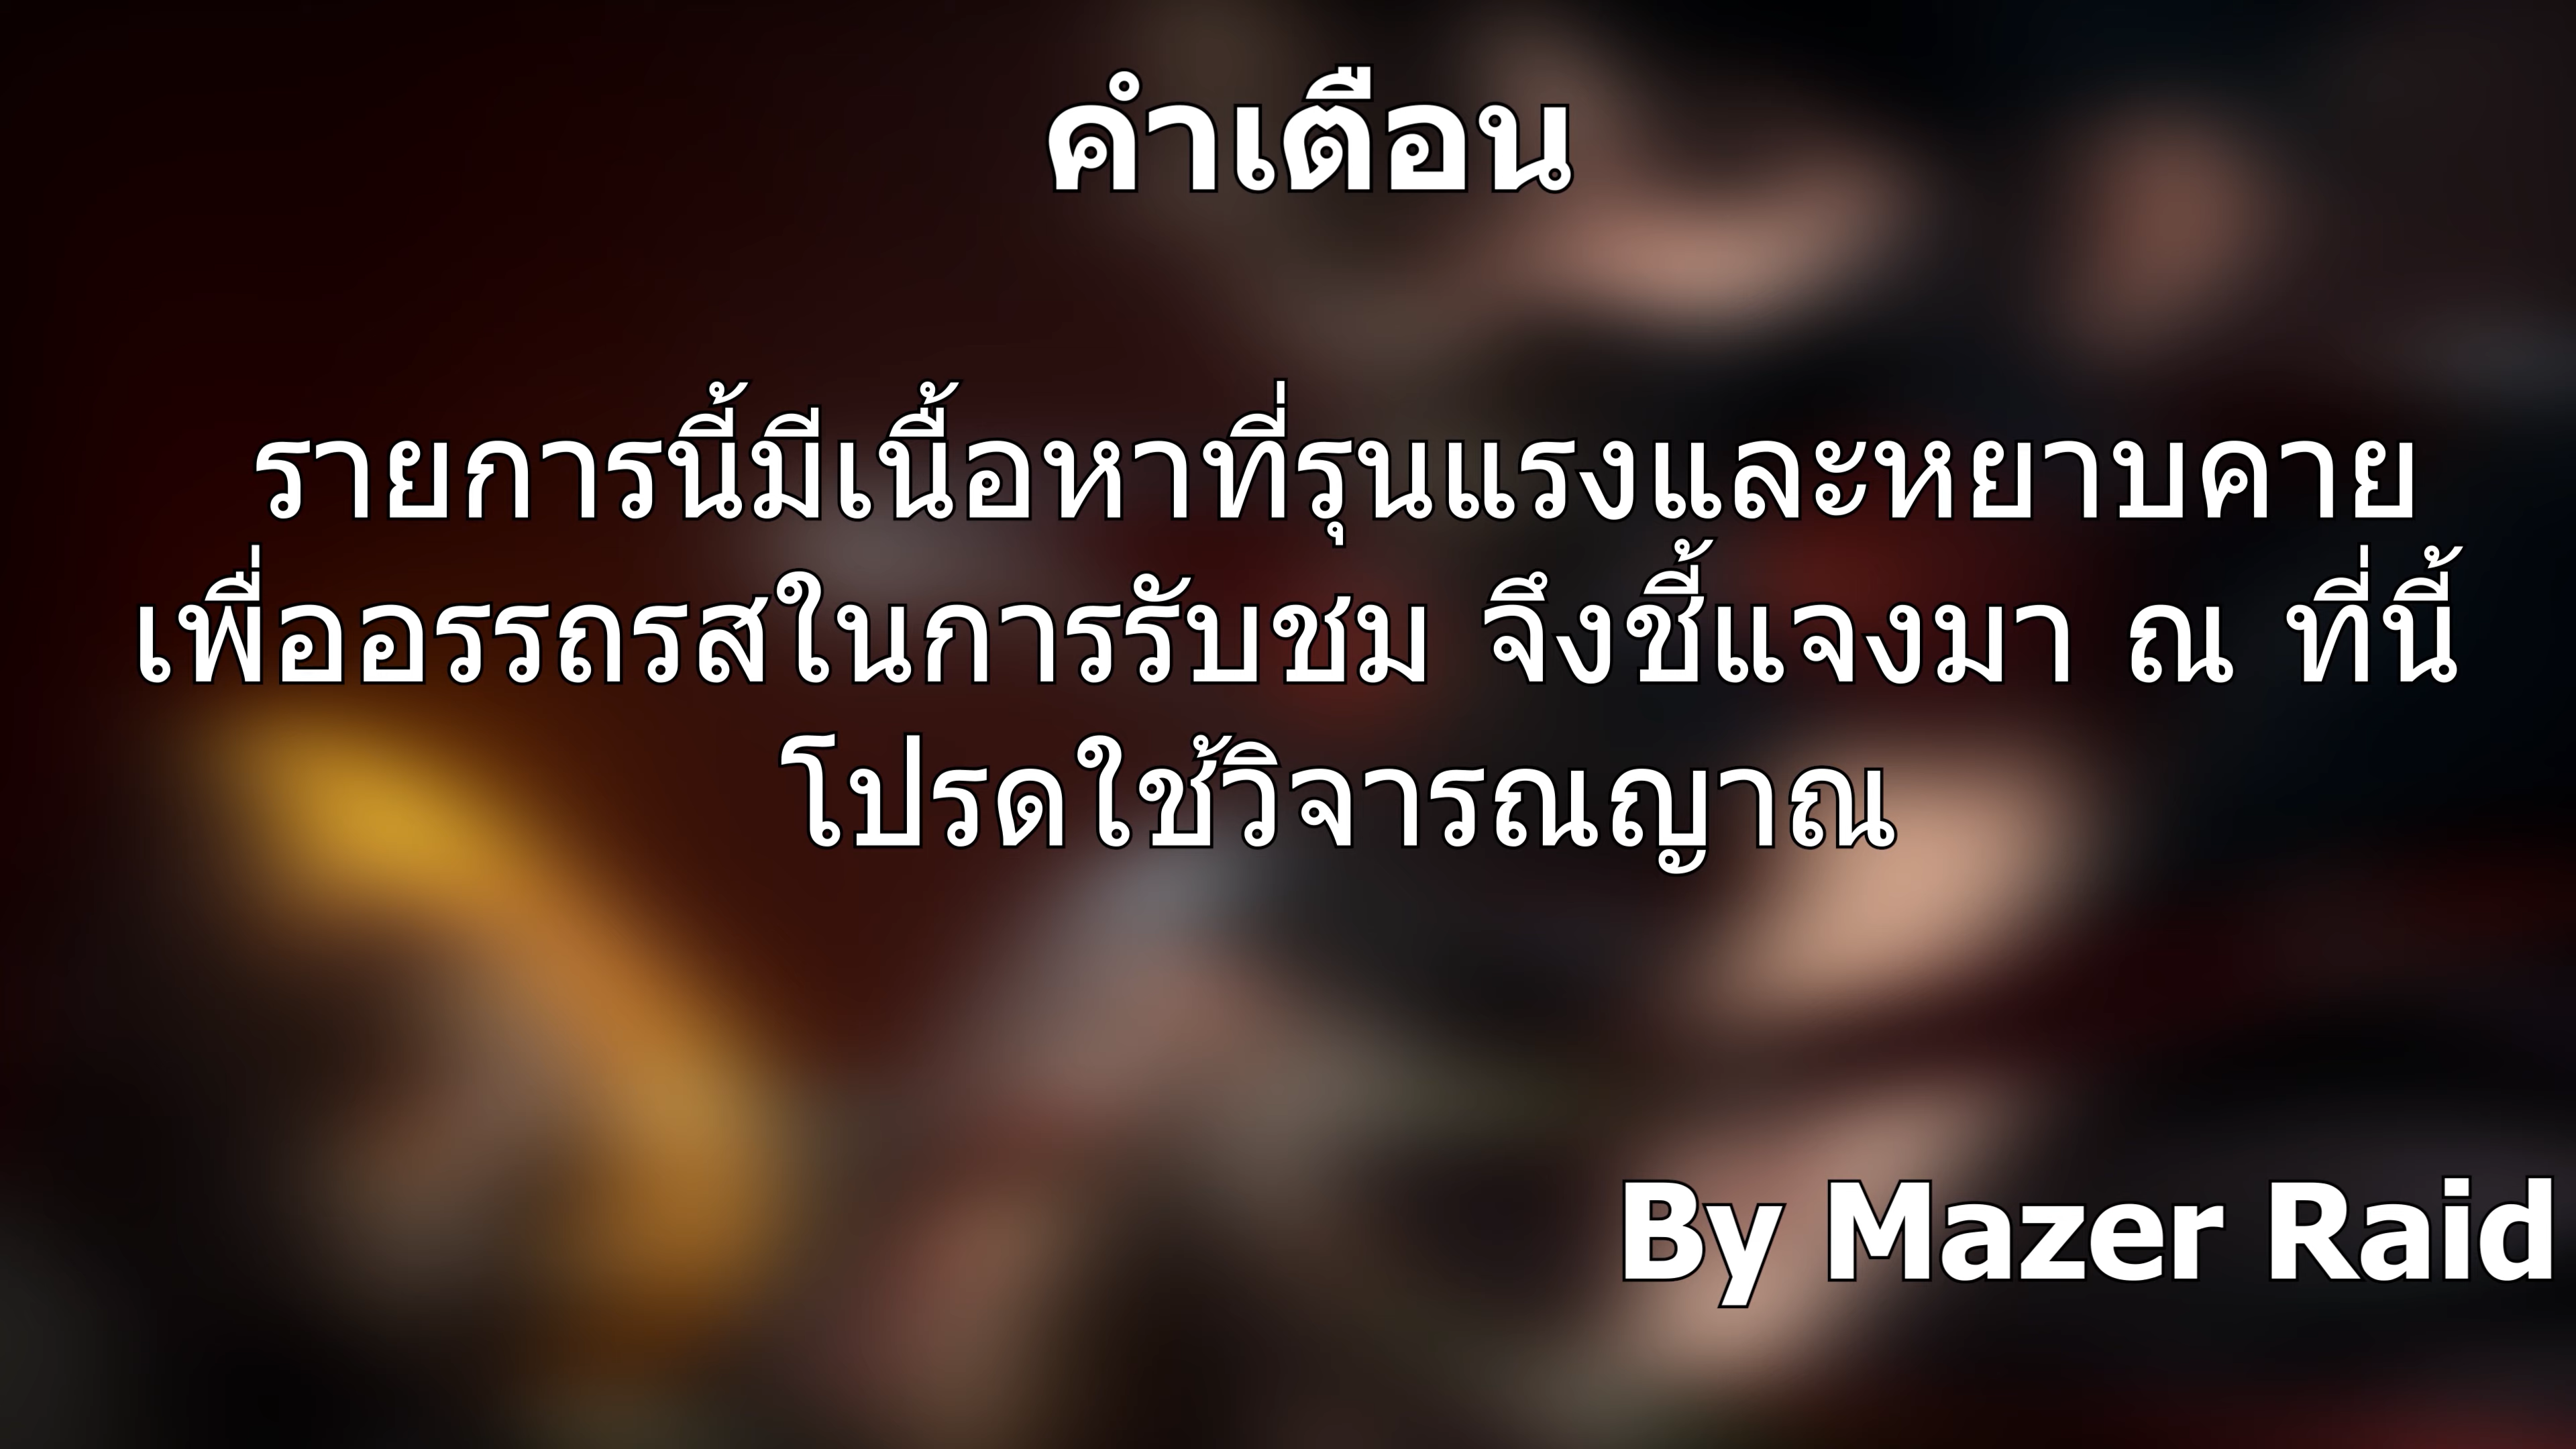 คำเตือน
รายการนี้มีเนื้อหาที่รุนแรงและหยาบคาย
เพื่ออรรถรสในการรับชม จึงชี้แจงมา ณ ที่นี้
โปรดใช้วิจารณญาณ
By Mazer Raid